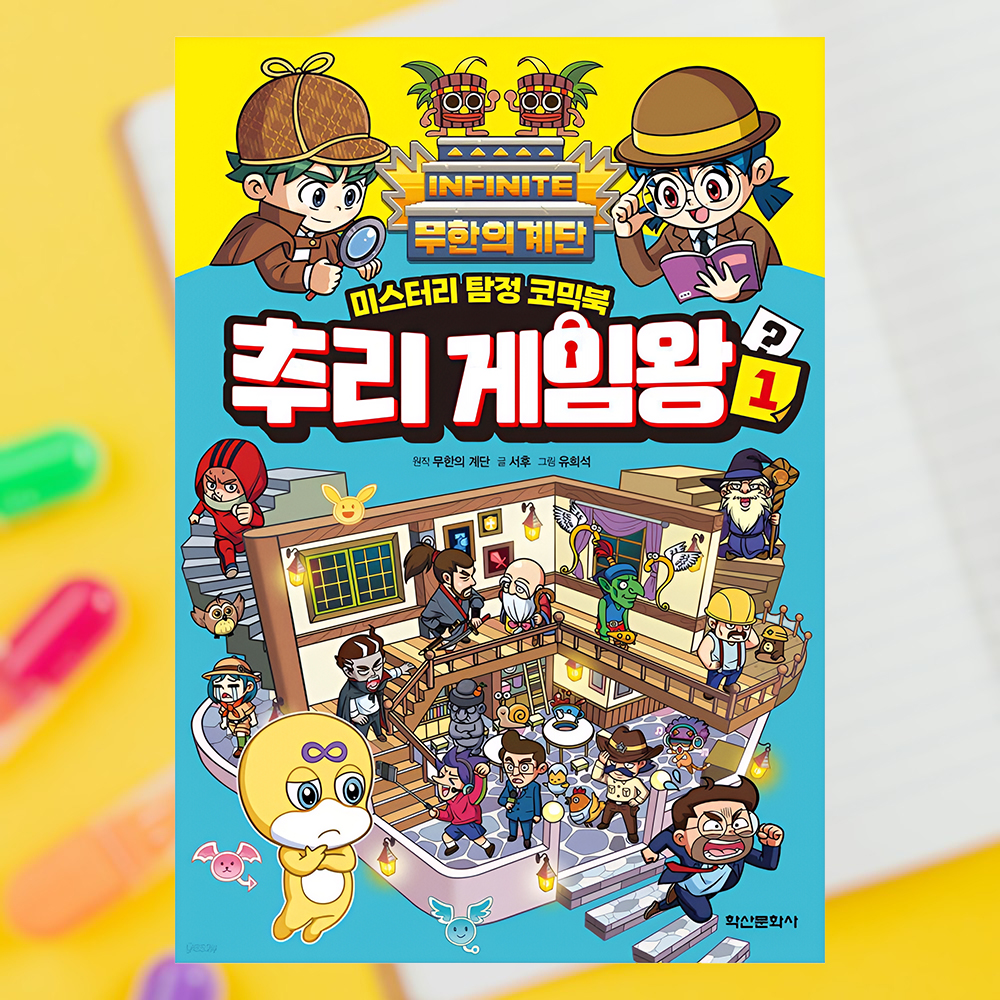 INFINITE
무한의계단
미스터리 탐정 코믹북
추리 게임왕
?
1
원작 무한의 계단 글 서후 그림 유희석
학산문화사
yes24